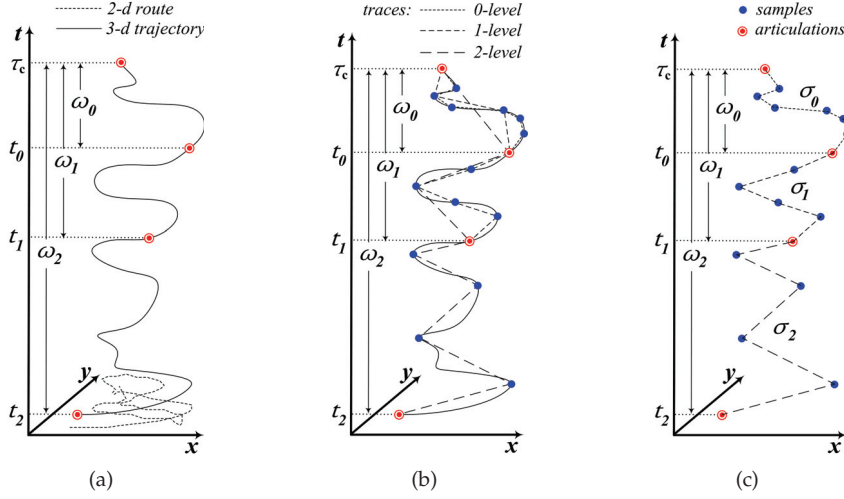 2-d route
3-d trajectory
t
τc
ω0
t0
ω1
t1
ω2
y
t2
x
(a)
traces:
0-level
1-level
2-level
t
τc
ω0
t0
ω1
t1
ω2
y
t2
x
(b)
samples
articulations
t
τc
σ0
ω0
t0
ω1
σ1
t1
ω2
σ2
y
t2
x
(c)